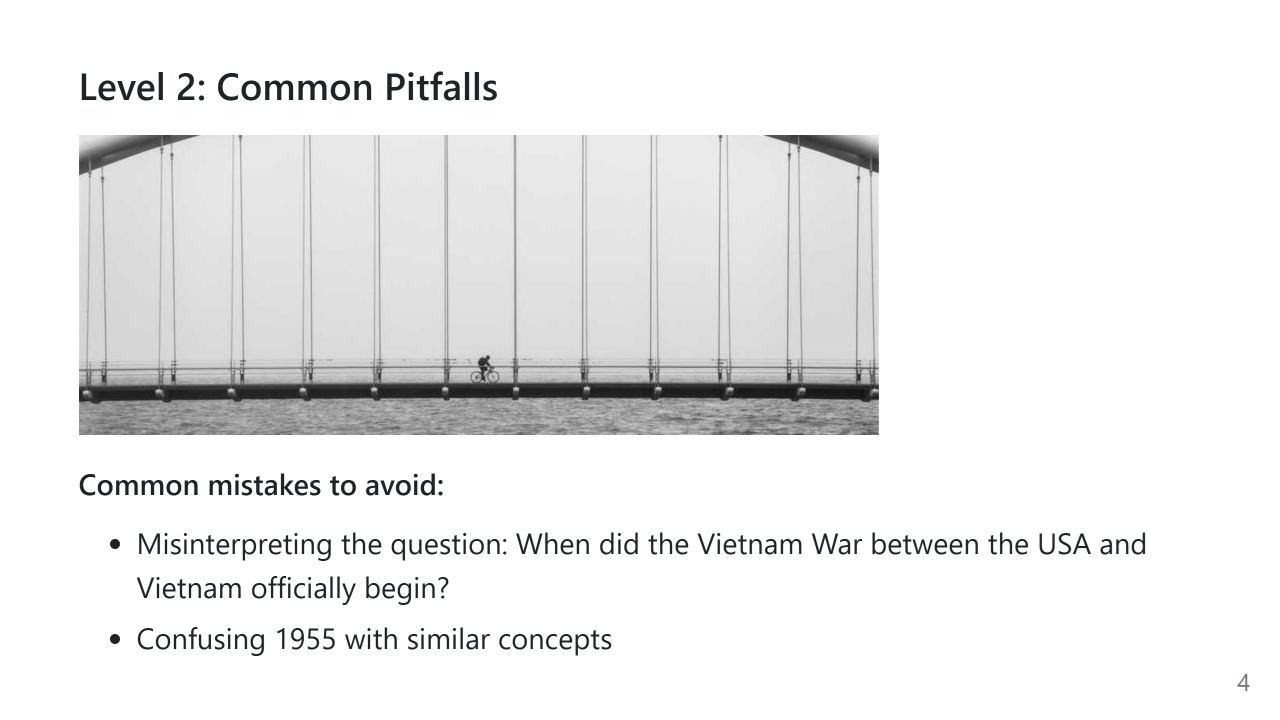 Level 2: Common Pitfalls
Common mistakes to avoid:
Misinterpreting the question: When did the Vietnam War between the USA and
Vietnam officially begin?
Confusing 1955 with similar concepts
4